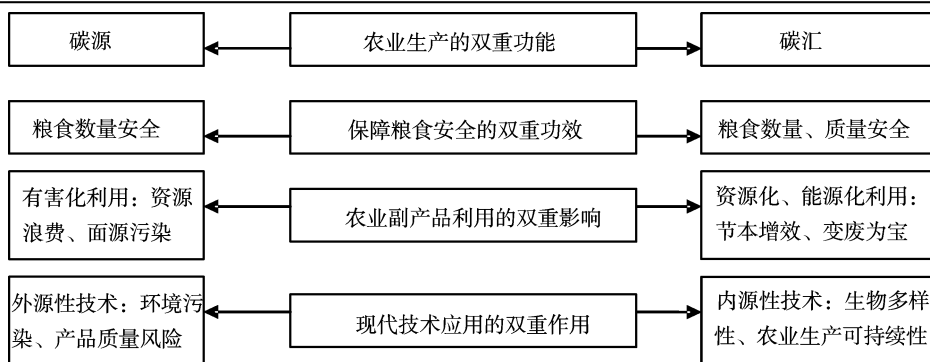 碳源
农业生产的双重功能
碳汇
粮食数量安全
保障粮食安全的双重功效
粮食数量、质量安全
有害化利用：资源
浪费、面源污染
农业副产品利用的双重影响
资源化、能源化利用：
节本增效、变废为宝
外源性技术：环境污
染、产品质量风险
现代技术应用的双重作用
内源性技术：生物多样
性、农业生产可持续性